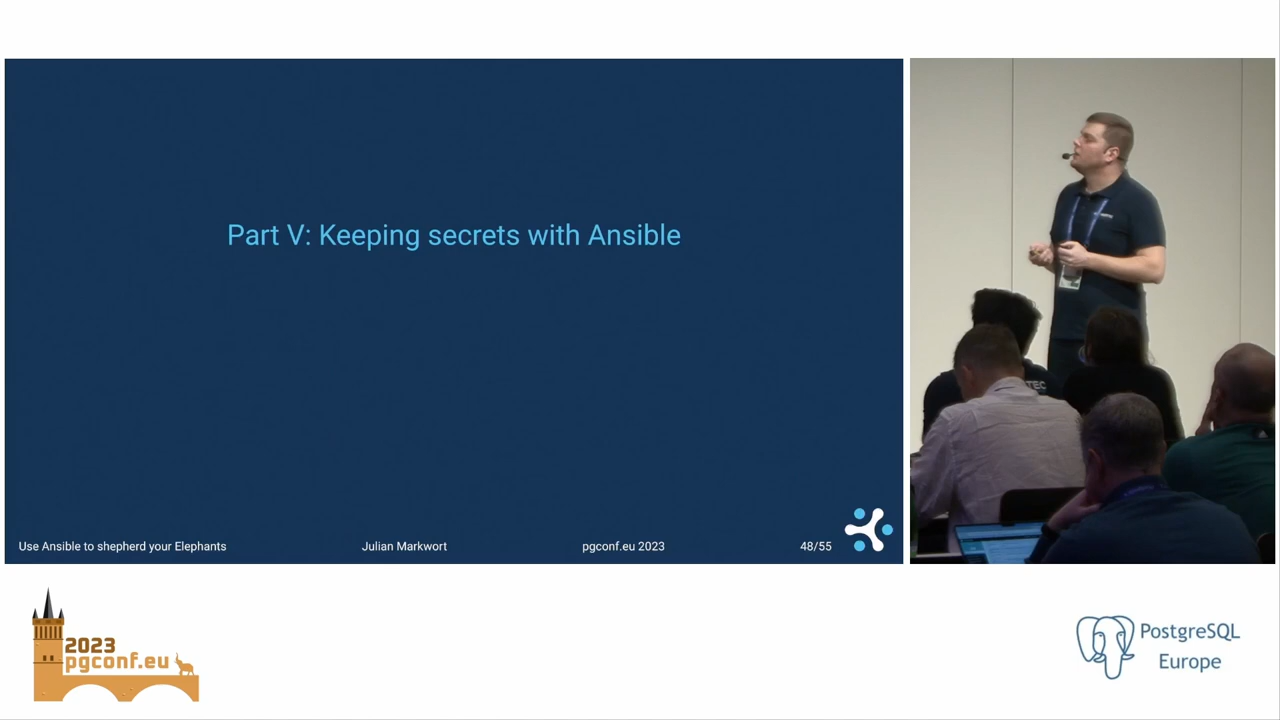 Part V: Keeping secrets with Ansible
Use Ansible to shepherd your Elephants
Julian Markwort
pgconf.eu 2023
48/55
TEC
2023
pgconf.eu
PostgreSQL
Europe